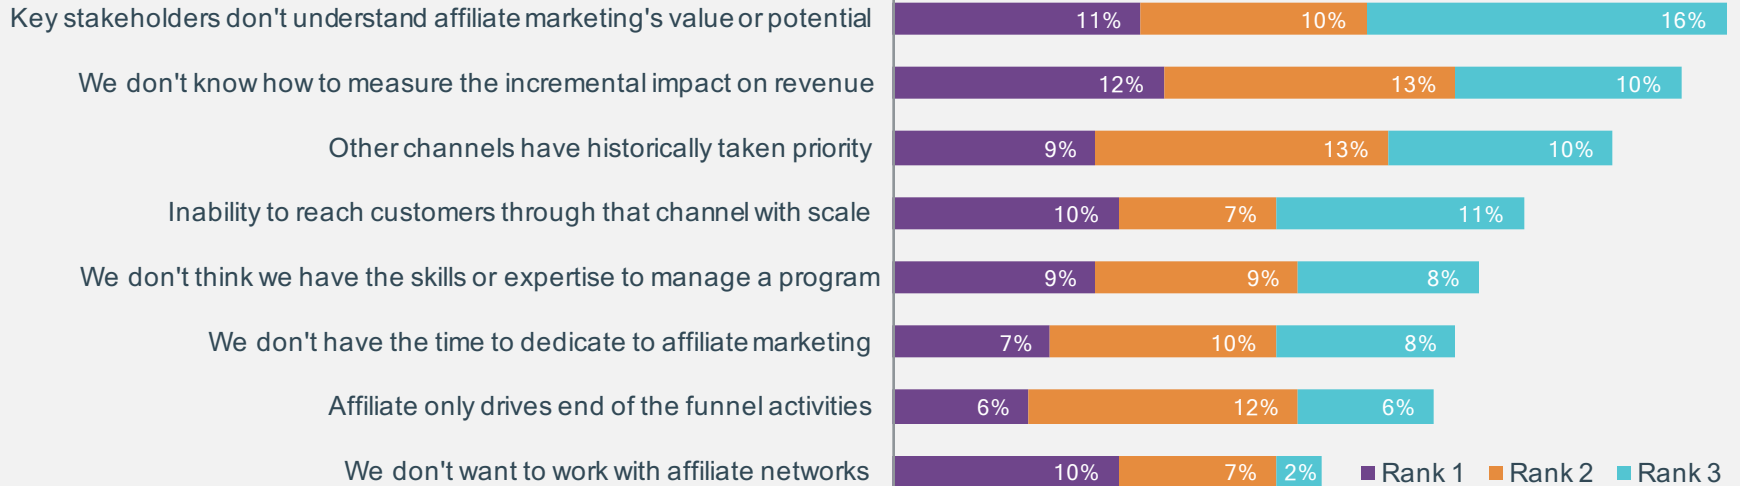 Key stakeholders don't understand affiliate marketing's value or potential 11% 10% 16%
We don't know how to measure the incremental impact on revenue 12% 13% 10%
Other channels have historically taken priority 9% 13% 10%
Inability to reach customers through that channel with scale 10% 7% 11%
We don't think we have the skills or expertise to manage a program 9% 9% 8%
We don't have the time to dedicate to affiliate marketing 7% 10% 8%
Affiliate only drives end of the funnel activities 6% 12% 6%
We don't want to work with affiliate networks 10% 7% 2% Rank 1 Rank 2 Rank 3